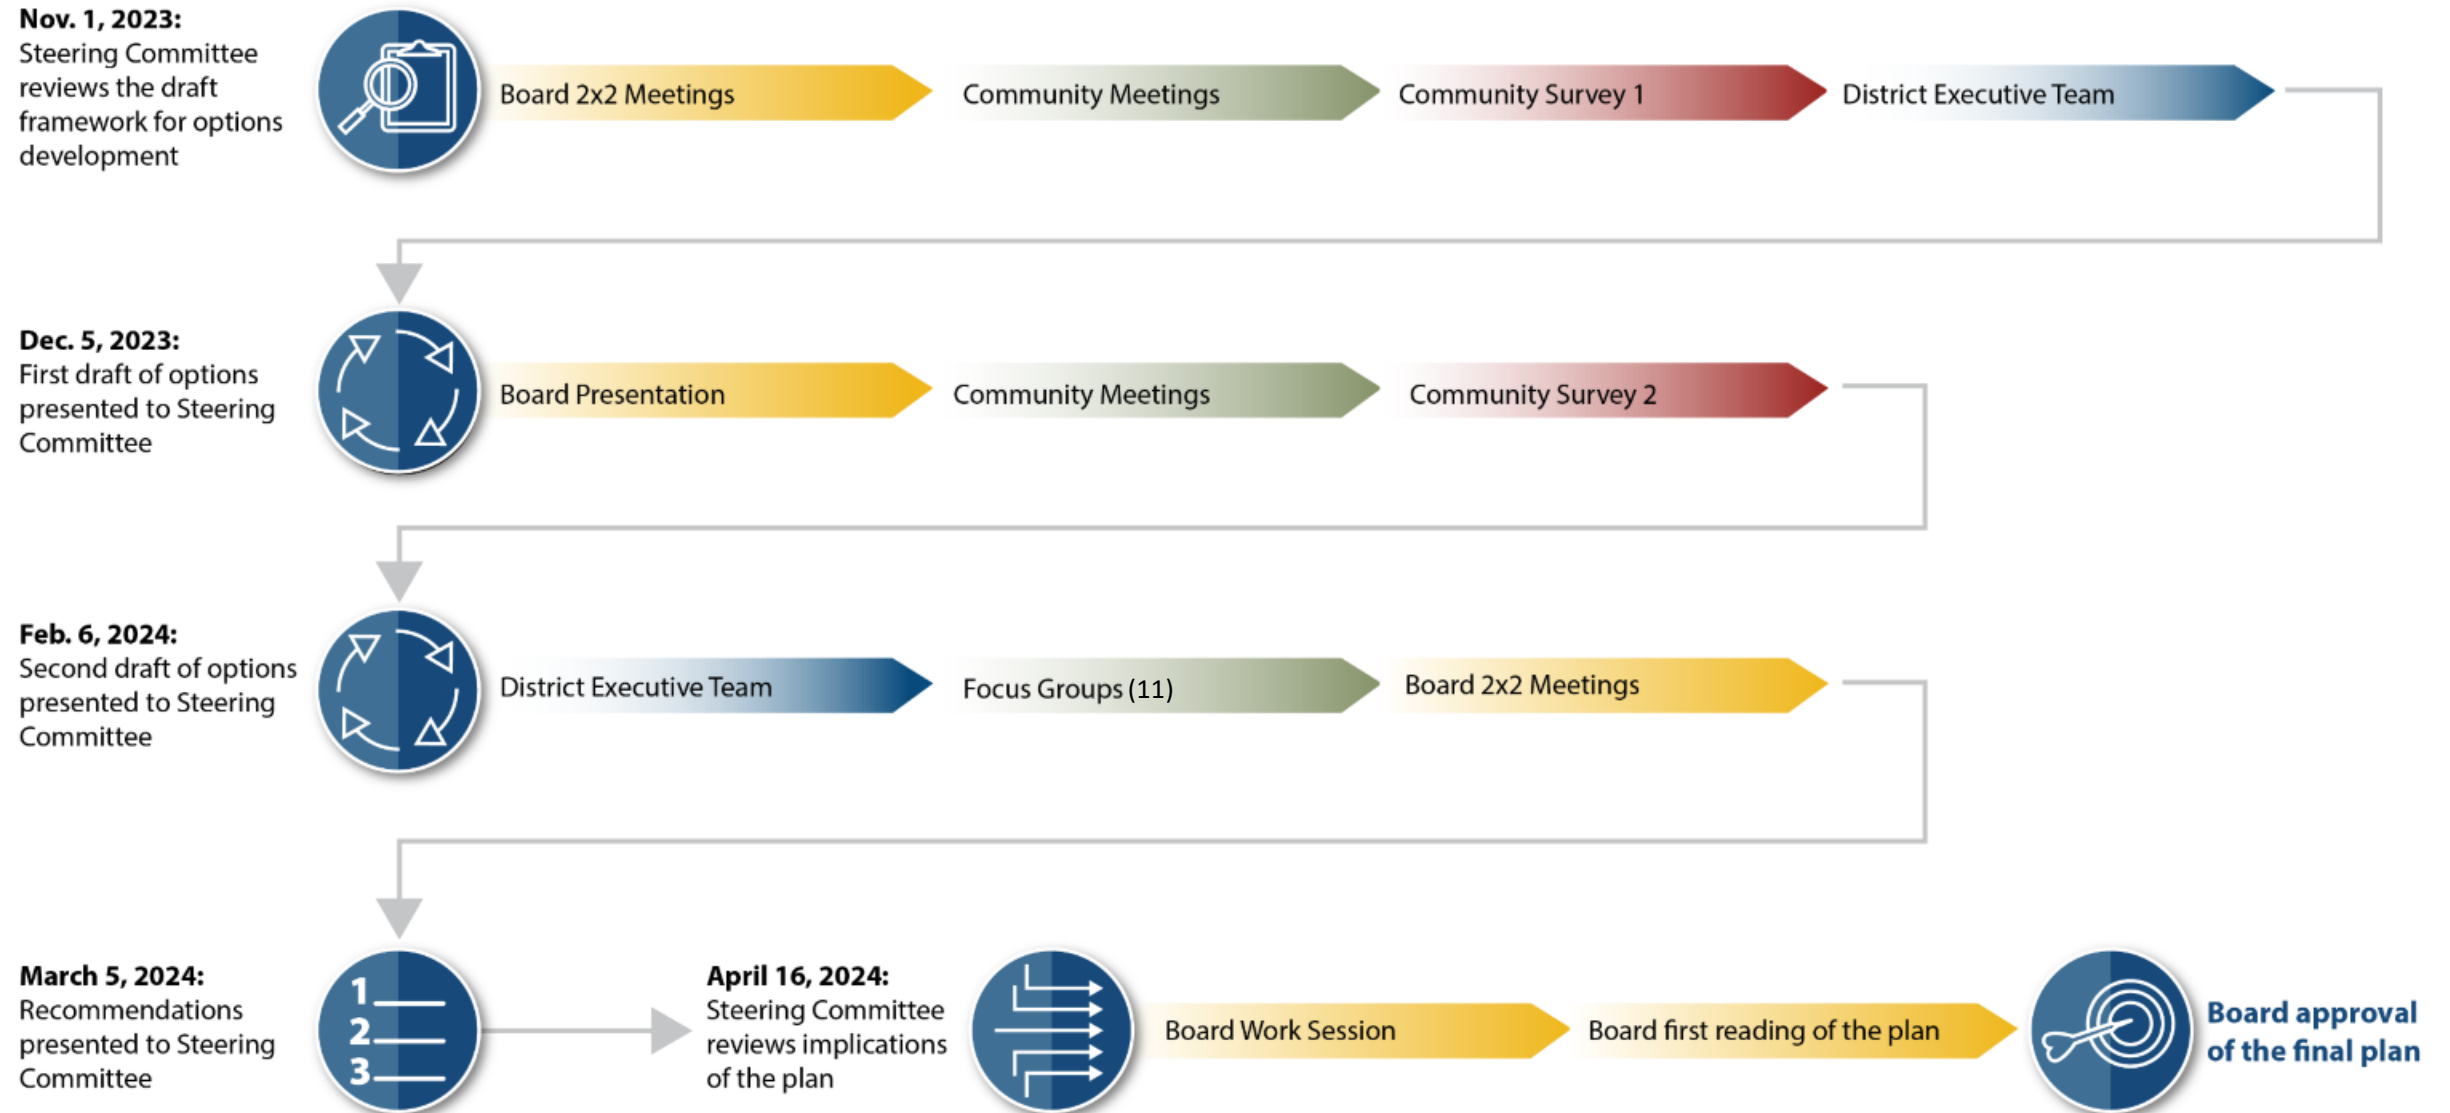 Nov. 1, 2023:
Steering Committee
reviews the draft
framework for options
development
Board 2x2 Meetings
Community Meetings
Community Survey 1
District Executive Team
Dec. 5, 2023:
First draft of options
presented to Steering
Committee
Board Presentation
Community Meetings
Community Survey 2
Feb. 6, 2024:
Second draft of options
presented to Steering
Committee
District Executive Team
Focus Groups (11)
Board 2x2 Meetings
March 5, 2024:
Recommendations
presented to Steering
Committee
1
2
3
April 16, 2024:
Steering Committee
reviews implications
of the plan
Board Work Session
Board first reading of the plan
Board approval
of the final plan